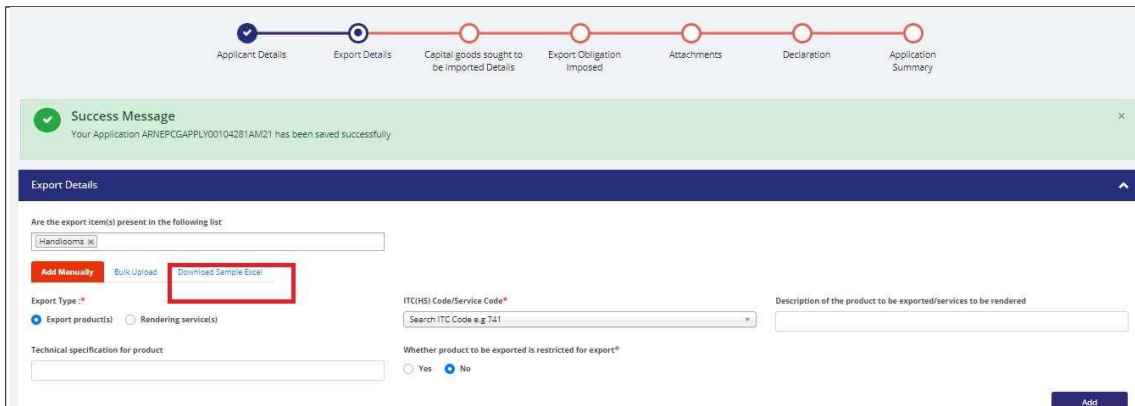 Applicant Details
Export Details
Capital goods sought to
be Imported Details
Export Obligation
Imposed
Attachments
Declaration
Application
Summary
Success Message
Your Application ARNEPCGAPPLY00104281AM21 has been saved successfully
Export Details
Are the export item(s) present in the following list
Handlooms
Add Manually Bulk Upload Download Sample Excel
Export Type :* ITC(HS) Code/Service Code* Description of the product to be exported/services to be rendered
Export product(s) Rendering service(s) Search ITC Code e.g 741
Technical specification for product Whether product to be exported is restricted for export*
Yes No
Add